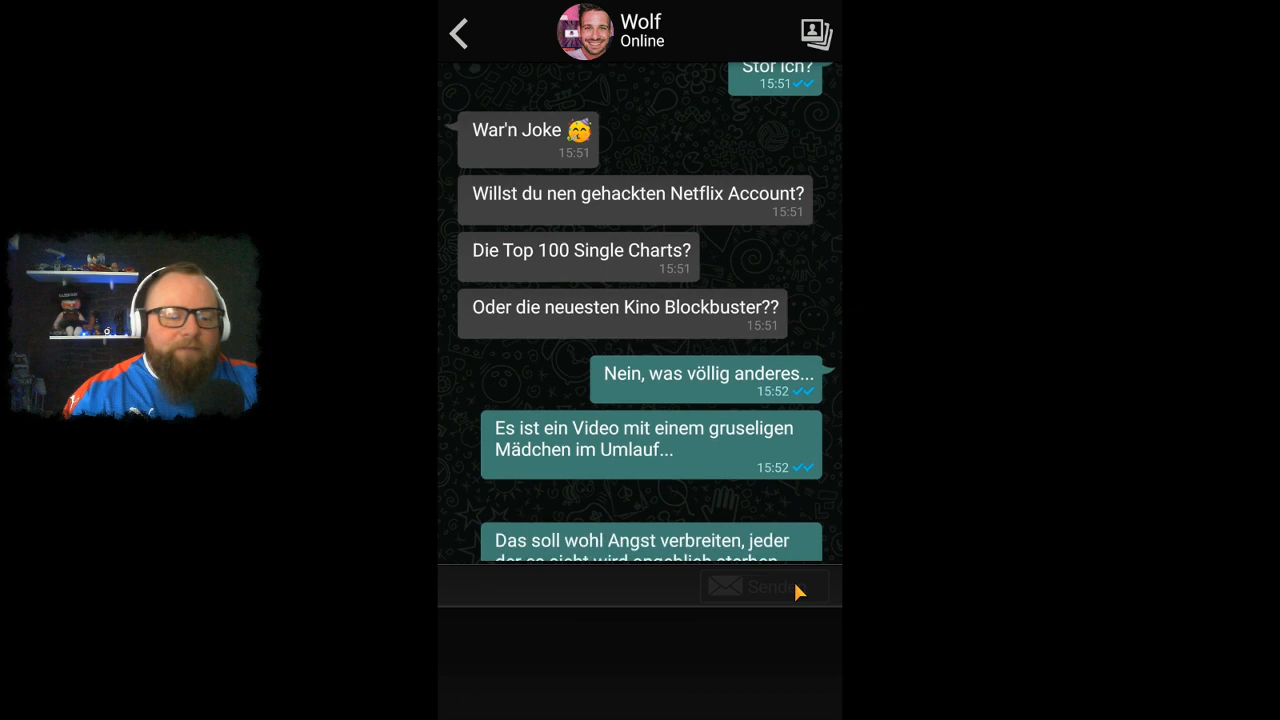 Wolf
Online
Stör ich?
15:51
War'n Joke 🥳
15:51
Willst du nen gehackten Netflix Account?
15:51
Die Top 100 Single Charts?
15:51
Oder die neuesten Kino Blockbuster??
15:51
Nein, was völlig anderes...
15:52
Es ist ein Video mit einem gruseligen
Mädchen im Umlauf...
15:52
Das soll wohl Angst verbreiten, jeder
der es sieht wird angeblich sterben
Senden